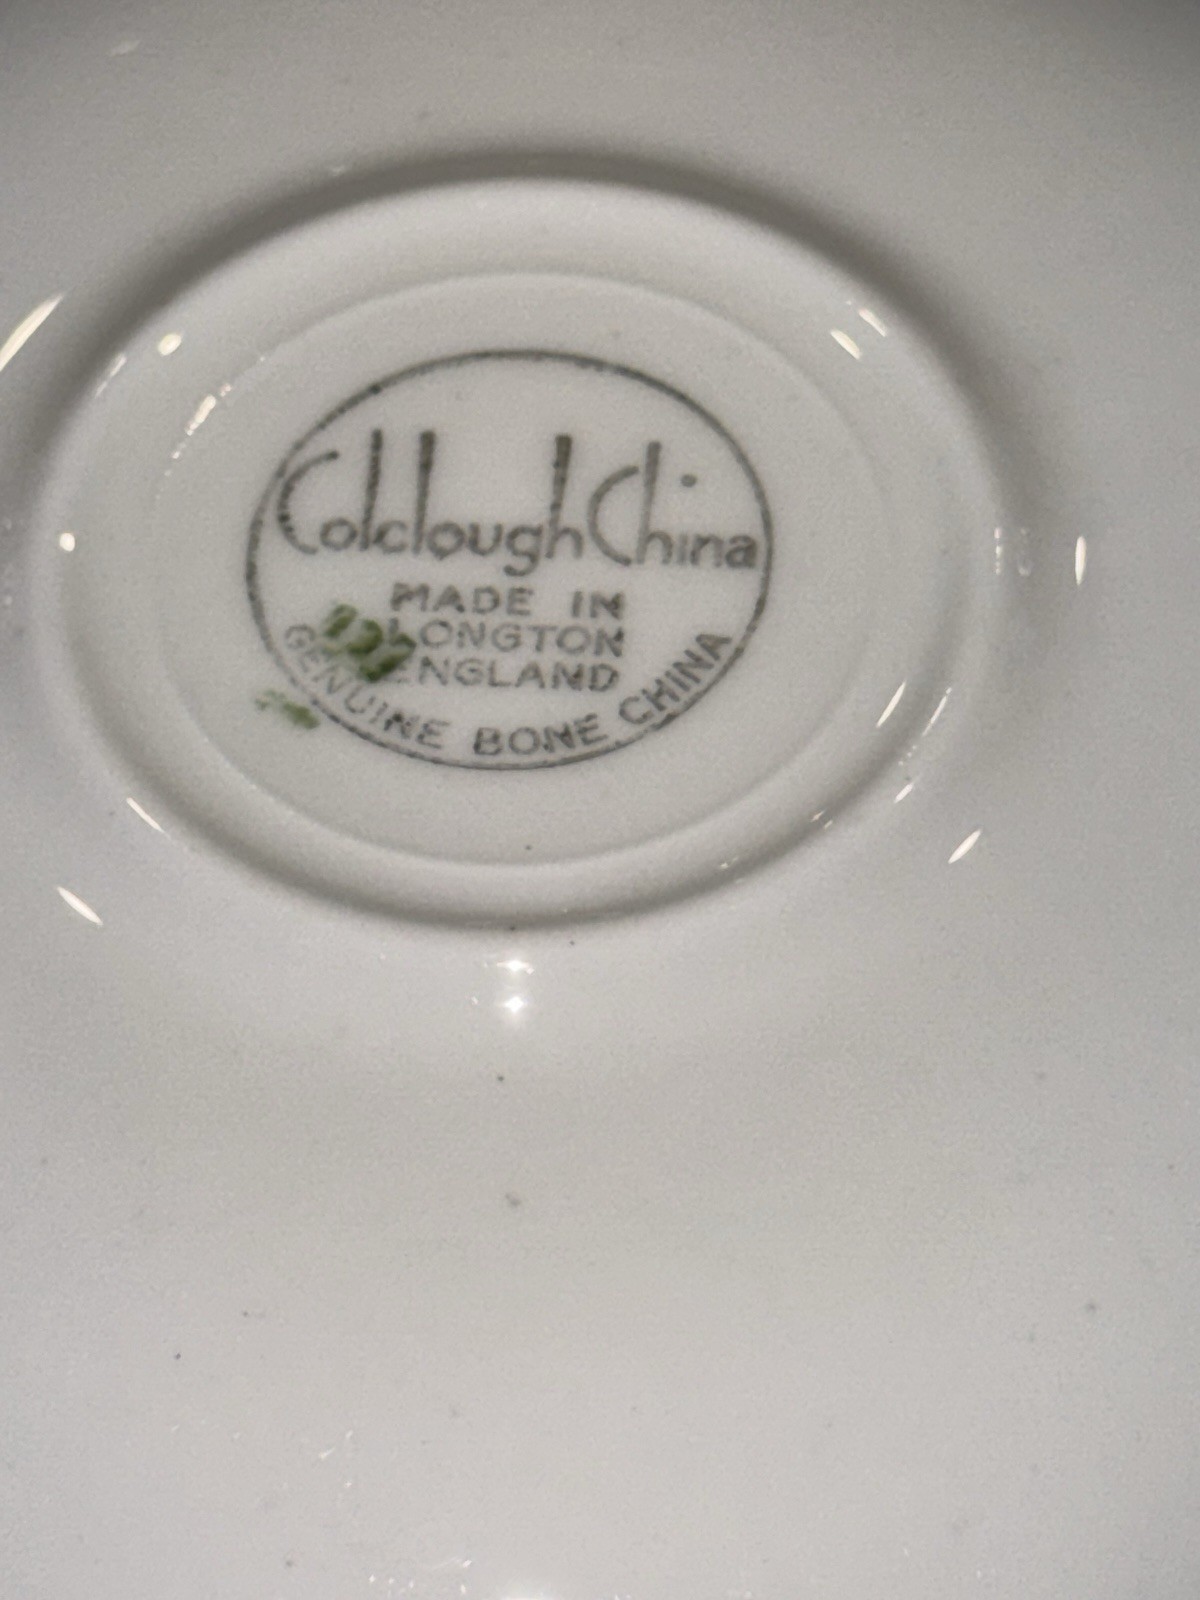 Colclough China
MADE IN
LONGTON
ENGLAND
GENUINE BONE CHINA